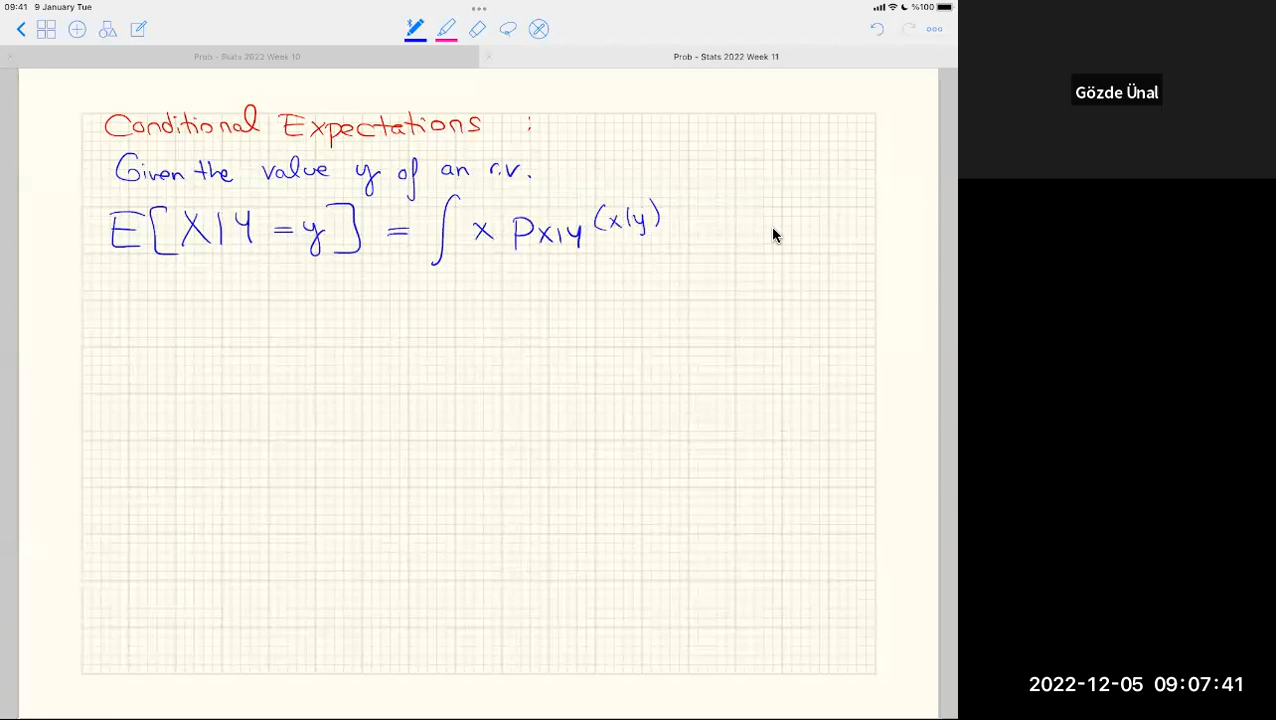 09:41 9 January Tue
%100
Prob - Stats 2022 Week 10
Prob - Stats 2022 Week 11
Gözde Ünal
Conditional Expectations :
Given the value y of an r.v.
E[X|Y = y] = ∫ x p_{X|Y}(x|y)
2022-12-05 09:07:41